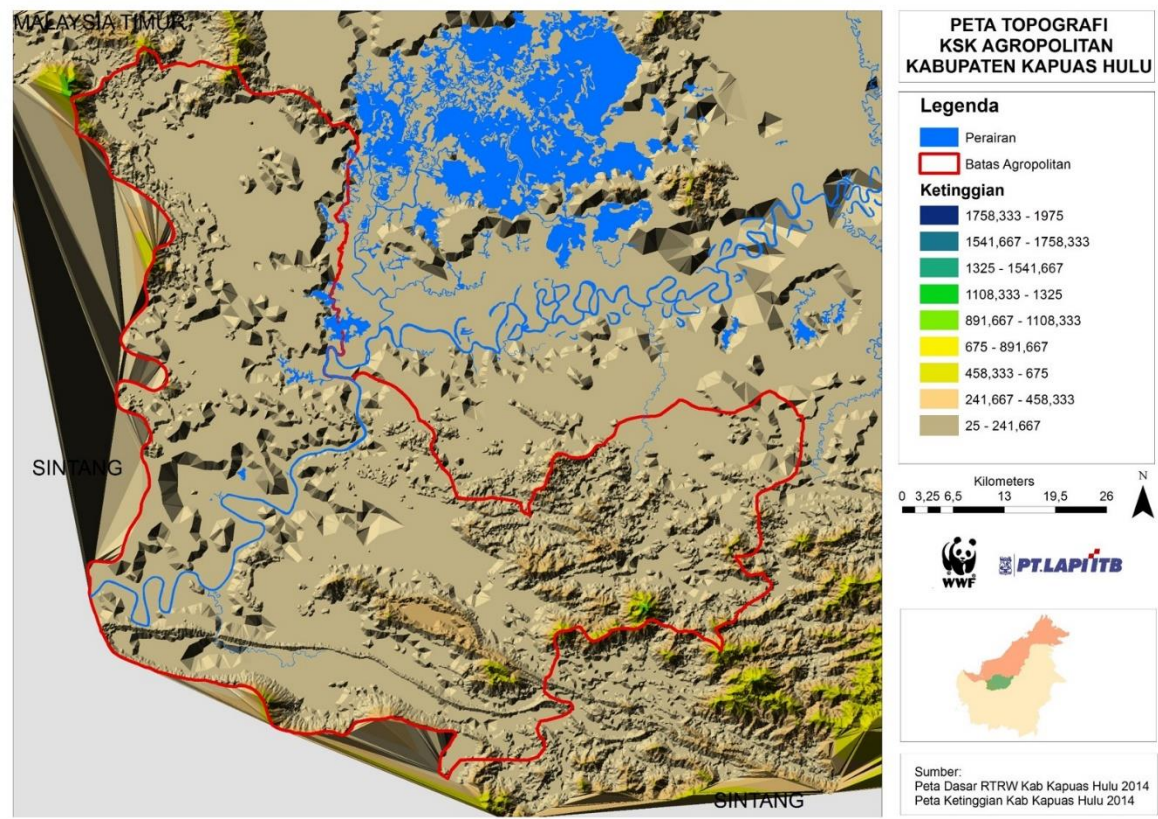 MALAYSIA TIMUR
SINTANG
SINTANG
PETA TOPOGRAFI
KSK AGROPOLITAN
KABUPATEN KAPUAS HULU
Legenda
Perairan
Batas Agropolitan
Ketinggian
1758,333 - 1975
1541,667 - 1758,333
1325 - 1541,667
1108,333 - 1325
891,667 - 1108,333
675 - 891,667
458,333 - 675
241,667 - 458,333
25 - 241,667
Kilometers
0 3,25 6,5 13 19,5 26
N
WWF
PT.LAPI ITB
Sumber:
Peta Dasar RTRW Kab Kapuas Hulu 2014
Peta Ketinggian Kab Kapuas Hulu 2014